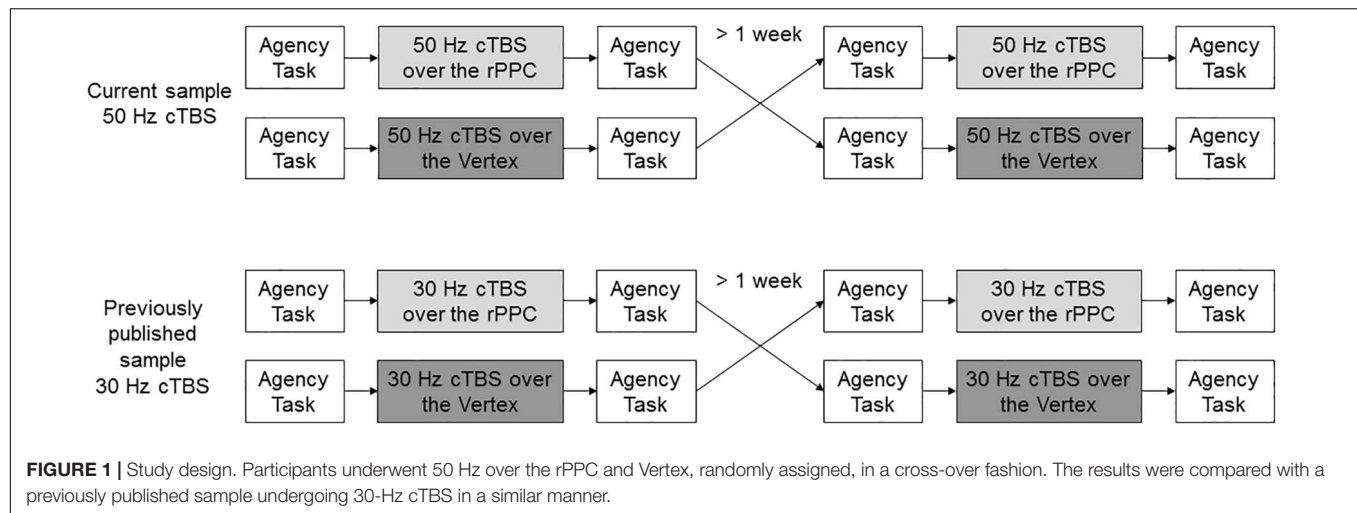 Current sample
50 Hz cTBS
Agency
Task
50 Hz cTBS
over the rPPC
Agency
Task
> 1 week
Agency
Task
50 Hz cTBS
over the rPPC
Agency
Task
Agency
Task
50 Hz cTBS over
the Vertex
Agency
Task
Agency
Task
50 Hz cTBS over
the Vertex
Agency
Task
Previously
published
sample
30 Hz cTBS
Agency
Task
30 Hz cTBS
over the rPPC
Agency
Task
> 1 week
Agency
Task
30 Hz cTBS
over the rPPC
Agency
Task
Agency
Task
30 Hz cTBS over
the Vertex
Agency
Task
Agency
Task
30 Hz cTBS over
the Vertex
Agency
Task
FIGURE 1 | Study design. Participants underwent 50 Hz over the rPPC and Vertex, randomly assigned, in a cross-over fashion. The results were compared with a
previously published sample undergoing 30-Hz cTBS in a similar manner.